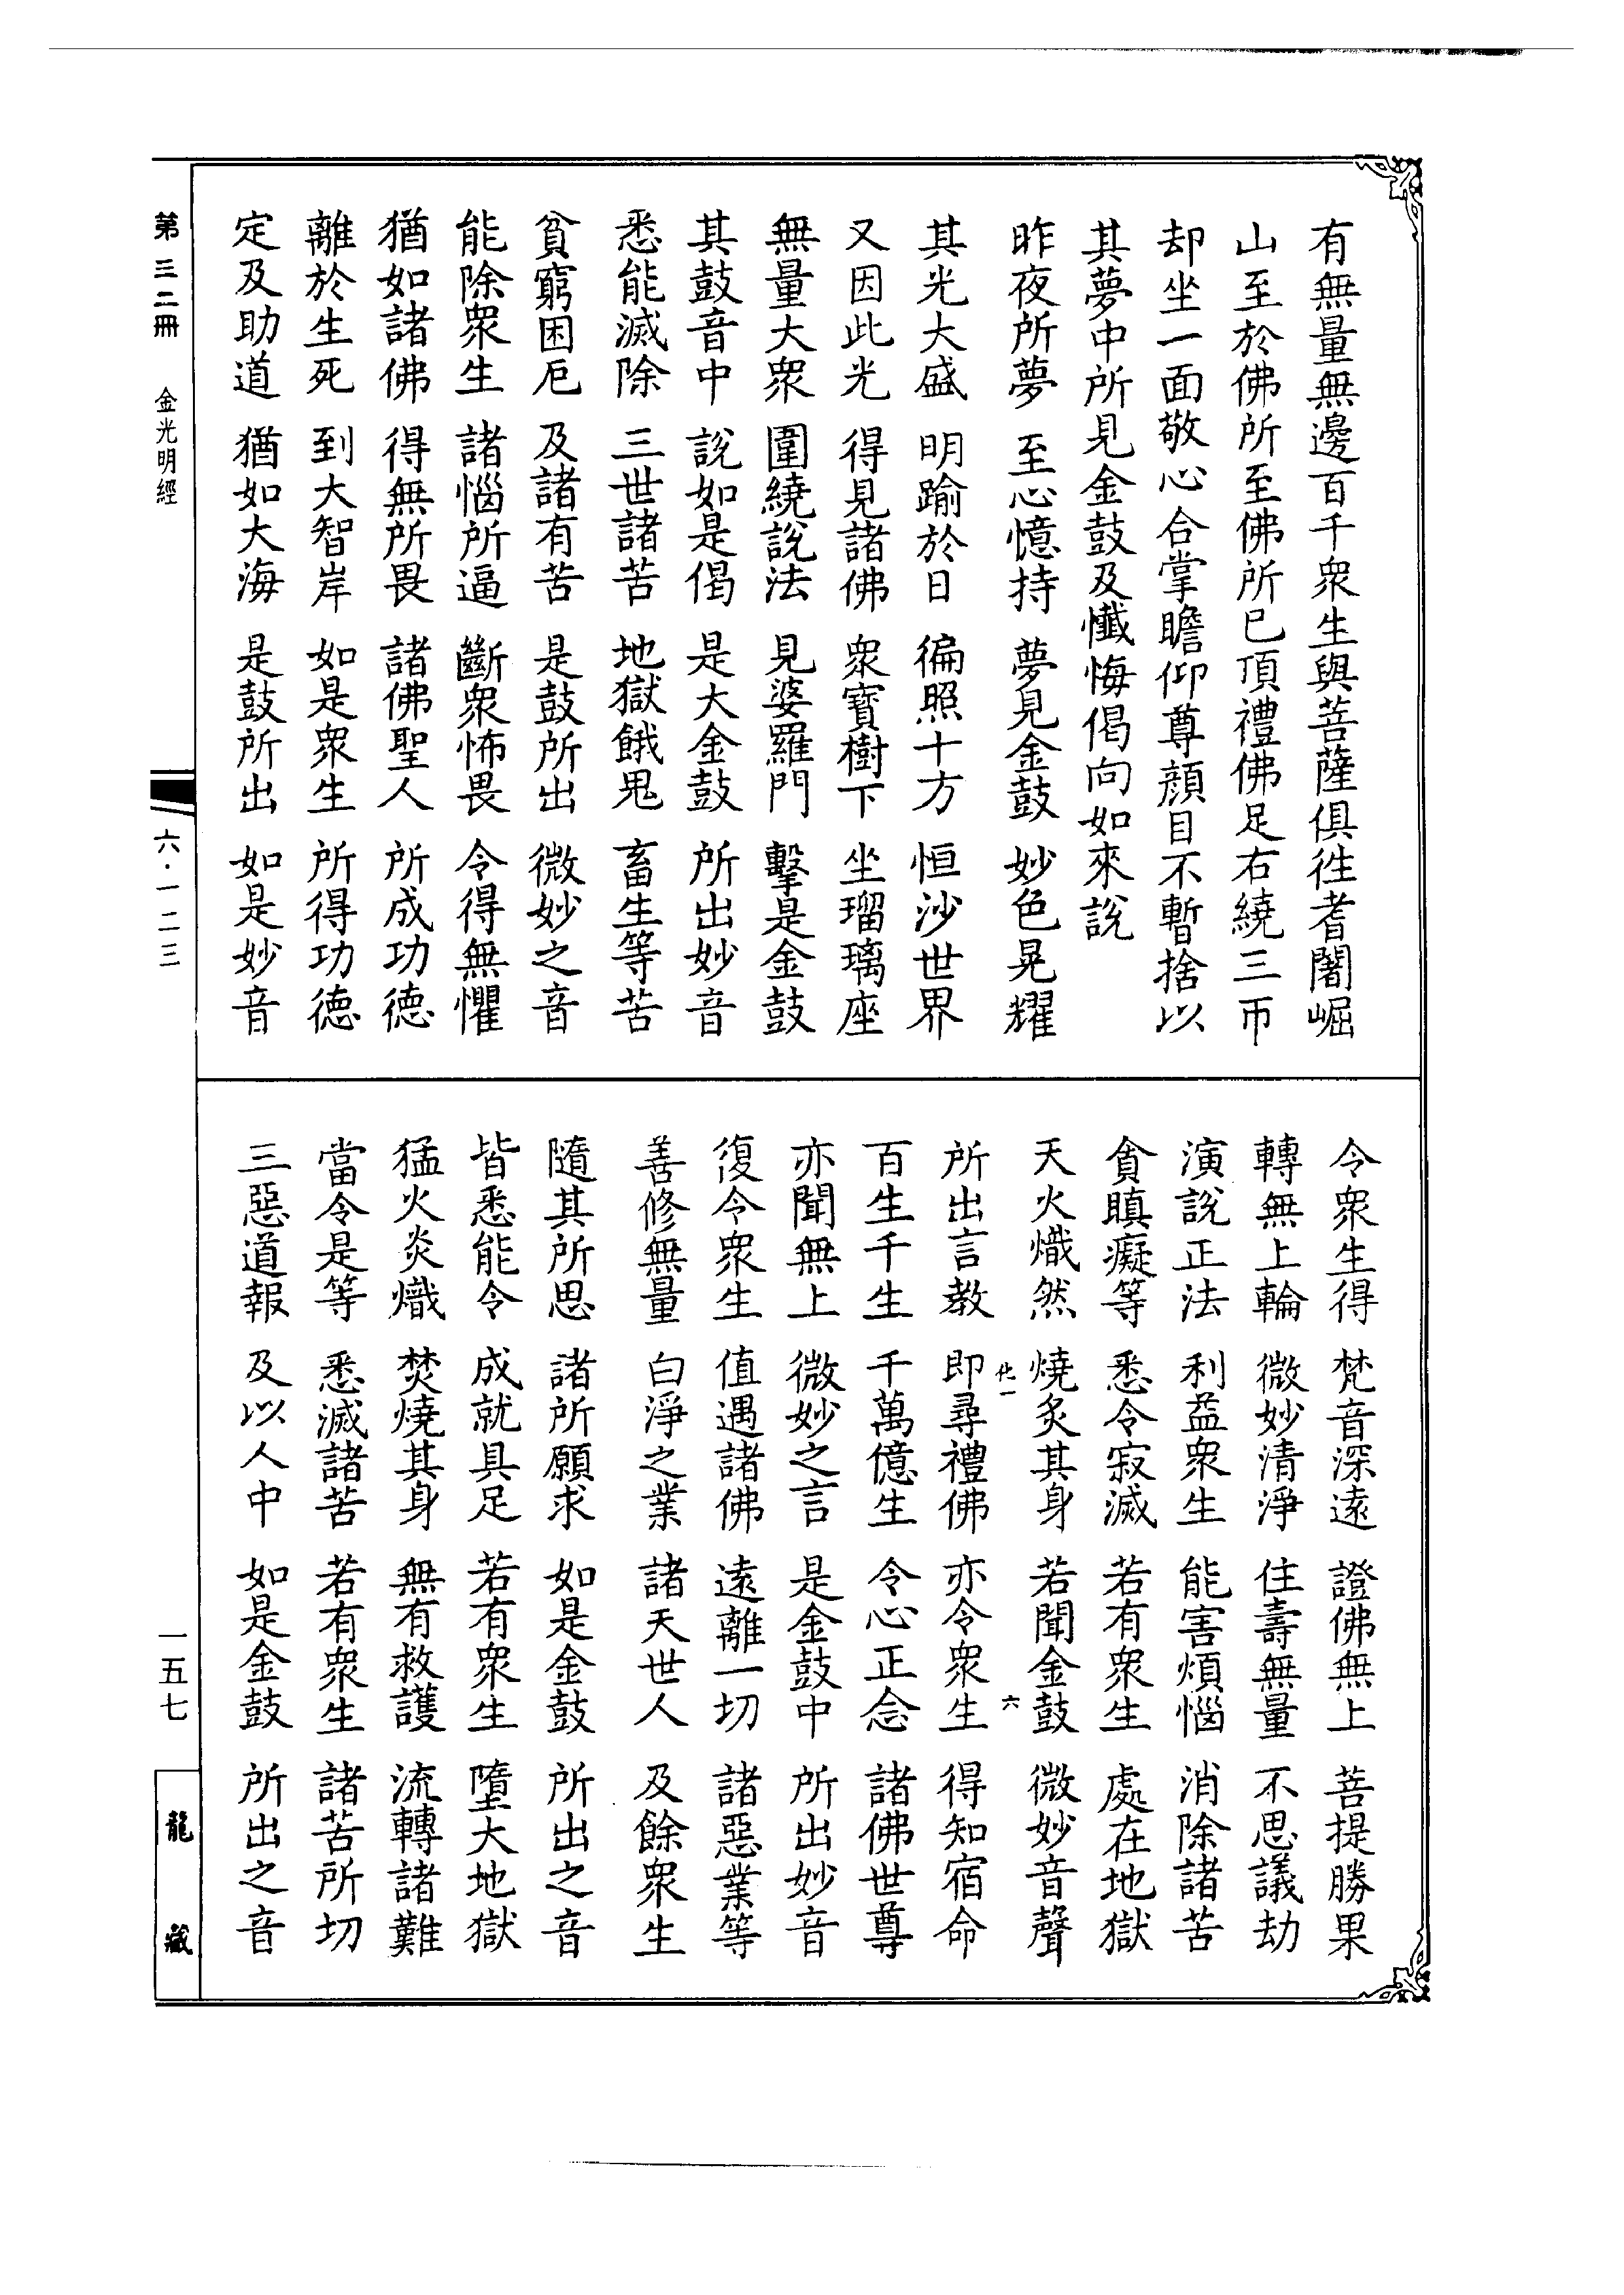 有無量無邊百千衆生與菩薩俱往耆闍崛
山至於佛所至佛所已頂禮佛足右繞三帀
却坐一面敬心合掌瞻仰尊顔目不暫捨以
其夢中所見金鼓及懺悔偈向如來說
昨夜所夢 至心憶持 夢見金鼓 妙色晃耀
其光大盛 明踰於日 徧照十方 恒沙世界
又因此光 得見諸佛 衆寳樹下 坐瑠璃座
無量大衆 圍繞說法 見婆羅門 擊是金鼓
其鼓音中 說如是偈 是大金鼓 所出妙音
悉能滅除 三世諸苦 地獄餓鬼 畜生等苦
貧窮困厄 及諸有苦 是鼓所出 微妙之音
能除衆生 諸惱所逼 斷衆怖畏 令得無懼
猶如諸佛 得無所畏 諸佛聖人 所成功德
離於生死 到大智岸 如是衆生 所得功德
定及助道 猶如大海 是鼓所出 如是妙音
令衆生得 梵音深遠 證佛無上 菩提勝果
轉無上輪 微妙清淨 住壽無量 不思議劫
演說正法 利益衆生 能害煩惱 消除諸苦
貪瞋癡等 悉令寂滅 若有衆生 處在地獄
天火熾然 燒炙其身 若聞金鼓 微妙音聲
六
所出言教 即尋禮佛 亦令衆生 得知宿命
百生千生 千萬億生 令心正念 諸佛世尊
亦聞無上 微妙之言 是金鼓中 所出妙音
復令衆生 值遇諸佛 遠離一切 諸惡業等
善修無量 白淨之業 諸天世人 及餘衆生
隨其所思 諸所願求 如是金鼓 所出之音
皆悉能令 成就具足 若有衆生 墮大地獄
猛火炎熾 焚燒其身 無有救護 流轉諸難
當令是等 悉滅諸苦 若有衆生 諸苦所切
三惡道報 及以人中 如是金鼓 所出之音
第三二冊 金光明經 六·一二三 一五七 龍藏